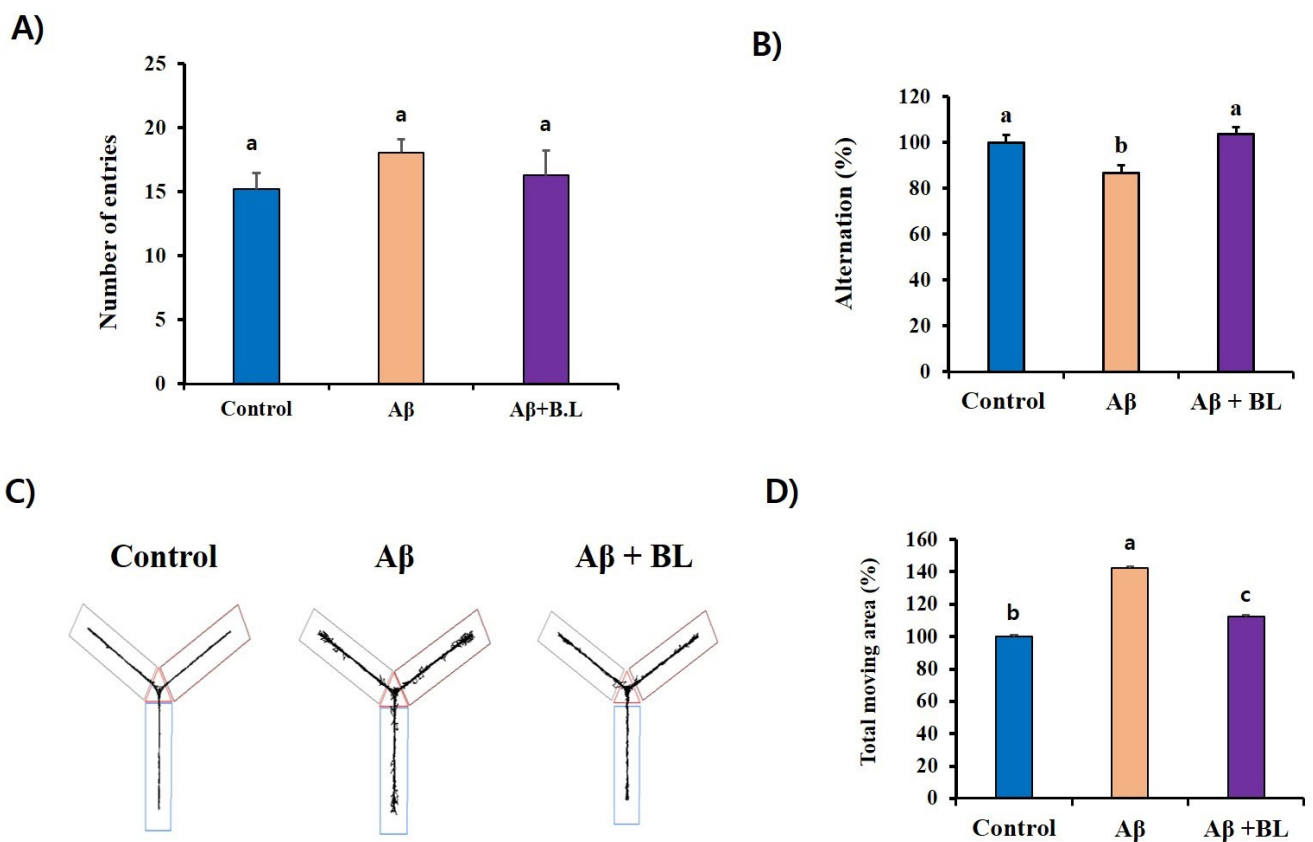 A)
25
20
15
10
5
0
Number of entries
a
a
a
Control
Aβ
Aβ+B.L
B)
120
100
80
60
40
20
0
Alternation (%)
a
b
a
Control
Aβ
Aβ + BL
C)
Control
Aβ
Aβ + BL
D)
160
140
120
100
80
60
40
20
0
Total moving area (%)
b
a
c
Control
Aβ
Aβ +BL